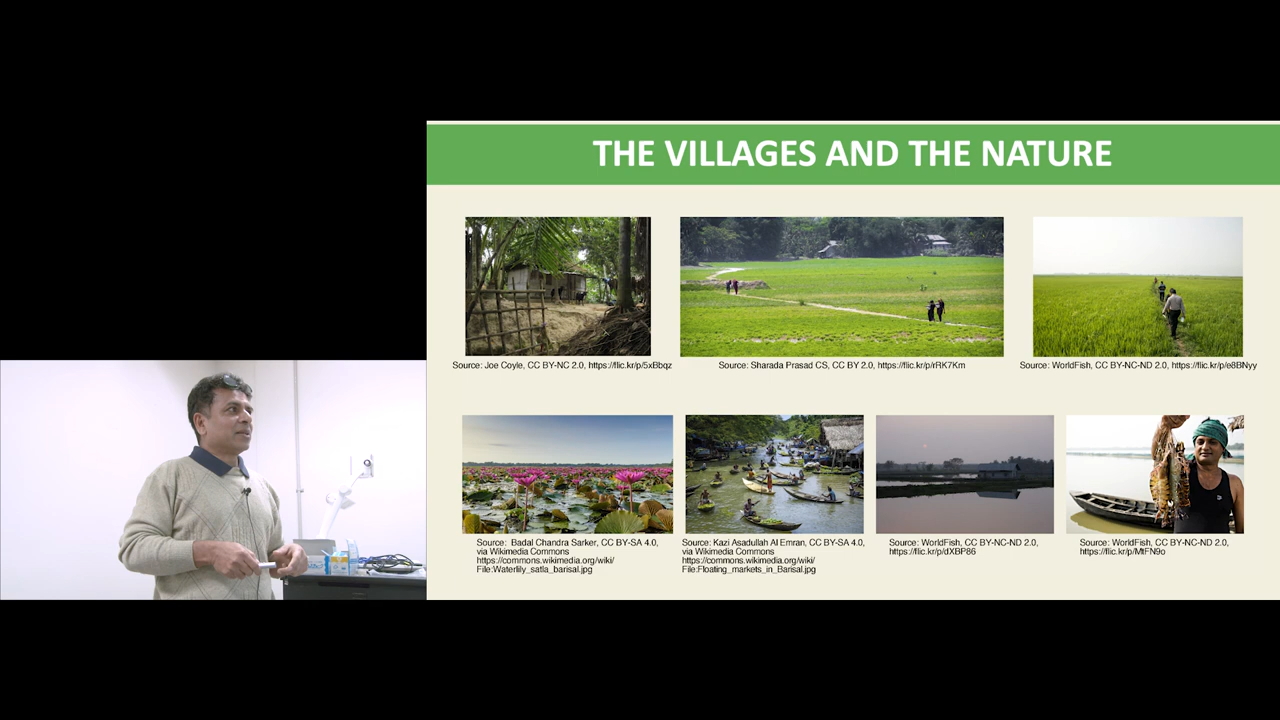 THE VILLAGES AND THE NATURE
Source: Joe Coyle, CC BY-NC 2.0, https://flic.kr/p/5xBbqz
Source: Sharada Prasad CS, CC BY 2.0, https://flic.kr/p/rRK7Km
Source: WorldFish, CC BY-NC-ND 2.0, https://flic.kr/p/e8BNyy
Source: Badal Chandra Sarker, CC BY-SA 4.0,
via Wikimedia Commons
https://commons.wikimedia.org/wiki/
File:Waterlily_satla_barisal.jpg
Source: Kazi Asadullah Al Emran, CC BY-SA 4.0,
via Wikimedia Commons
https://commons.wikimedia.org/wiki/
File:Floating_markets_in_Barisal.jpg
Source: WorldFish, CC BY-NC-ND 2.0,
https://flic.kr/p/dXBP86
Source: WorldFish, CC BY-NC-ND 2.0,
https://flic.kr/p/MtFN9o